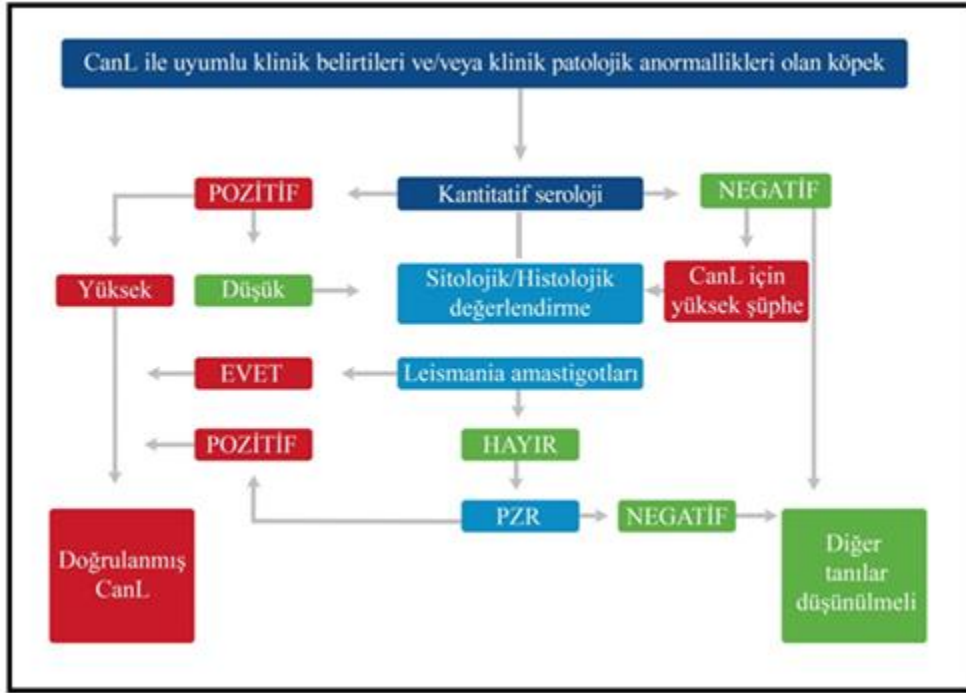 CanL ile uyumlu klinik belirtileri ve/veya klinik patolojik anormallikleri olan köpek
POZİTİF
Kantitatif seroloji
NEGATİF
Yüksek
Düşük
Sitolojik/Histolojik
değerlendirme
CanL için
yüksek şüphe
EVET
Leismania amastigotları
POZİTİF
HAYIR
PZR
NEGATİF
Doğrulanmış
CanL
Diğer
tanılar
düşünülmeli